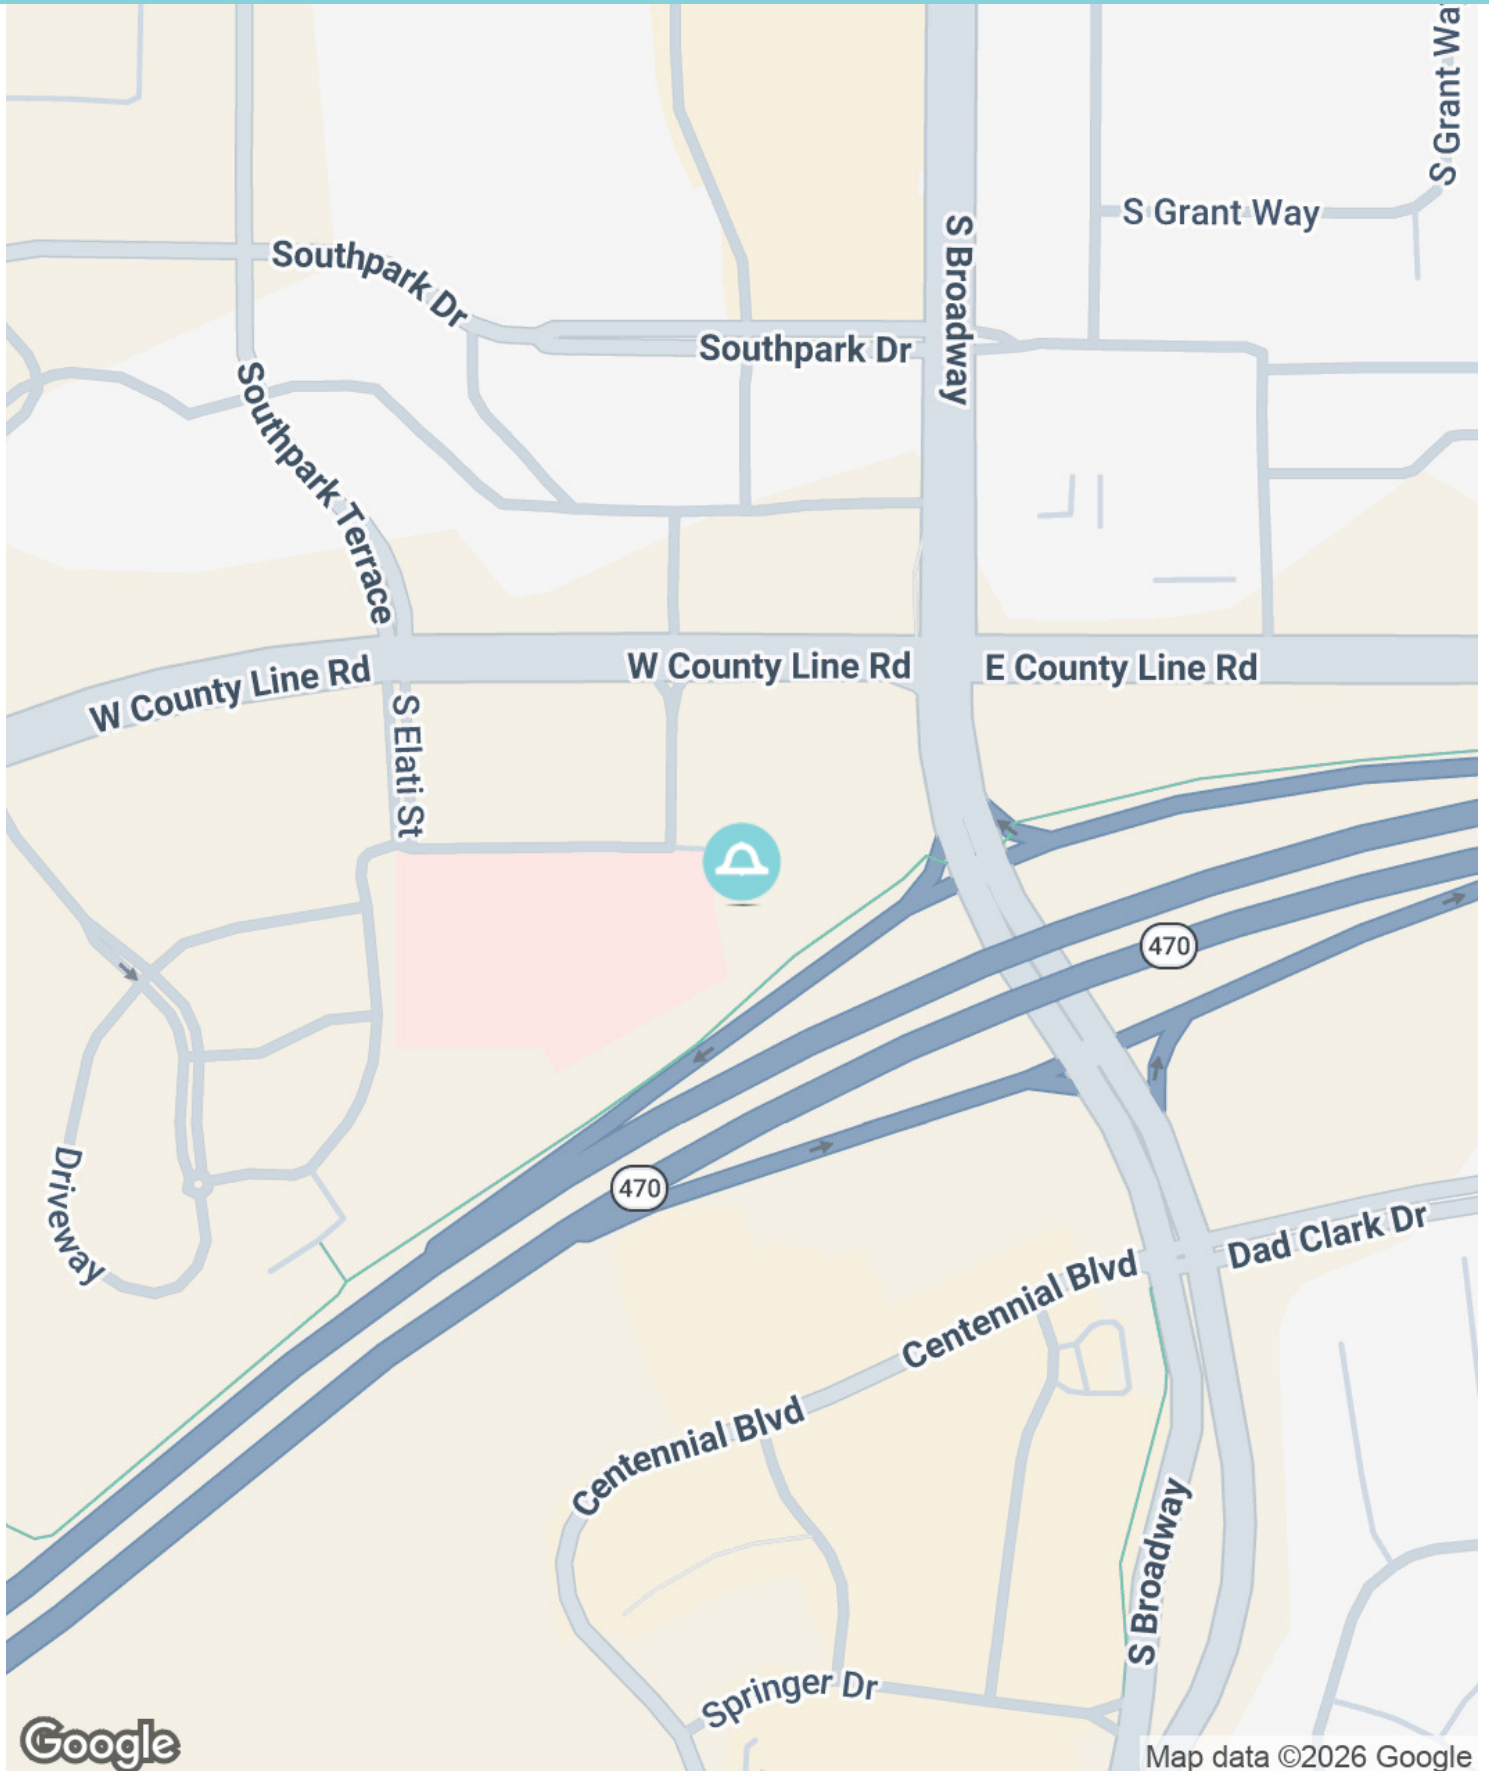 S Grant Wa
S Grant Way
S Broadway
Southpark Dr
Southpark Dr
Southpark Terrace
W County Line Rd
W County Line Rd
E County Line Rd
S Elati St
470
470
Driveway
Dad Clark Dr
Centennial Blvd
Centennial Blvd
S Broadway
Springer Dr
Google
Map data ©2026 Google